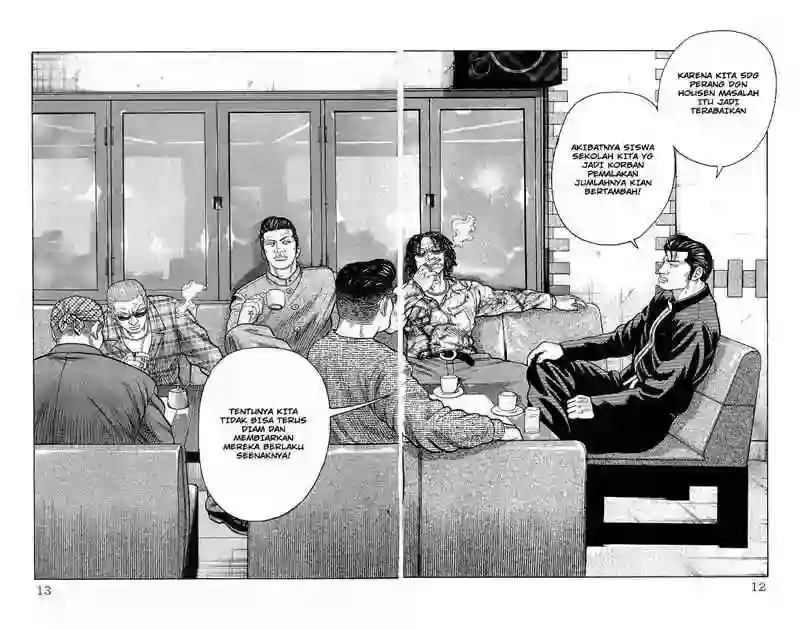 KARENA KITA SDG
PERANG DGN
HOUSEN MASALAH
ITU JADI
TERABAIKAN
AKIBATNYA SISWA
SEKOLAH KITA YG
JADI KORBAN
PEMALAKAN
JUMLAHNYA KIAN
BERTAMBAH!
TENTUNYA KITA
TIDAK BISA TERUS
DIAM DAN
MEMBIARKAN
MEREKA BERLAKU
SEENAKNYA!
12
13